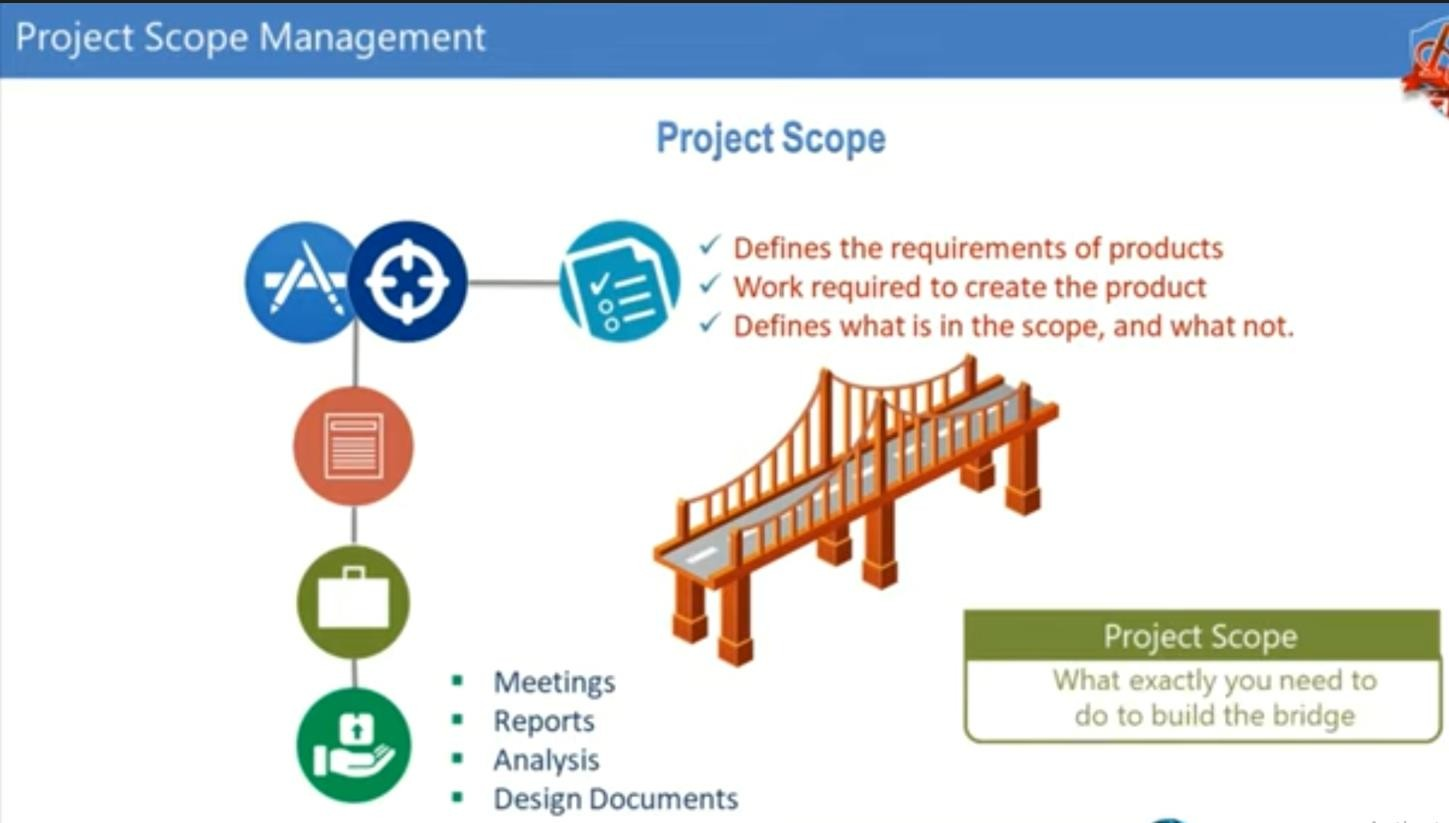 Project Scope Management
Project Scope
✓ Defines the requirements of products
✓ Work required to create the product
✓ Defines what is in the scope, and what not.
▪ Meetings
▪ Reports
▪ Analysis
▪ Design Documents
Project Scope
What exactly you need to
do to build the bridge